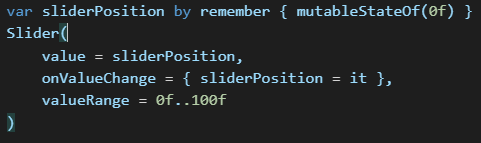 var sliderPosition by remember { mutableStateOf(0f) }
Slider(
    value = sliderPosition,
    onValueChange = { sliderPosition = it },
    valueRange = 0f..100f
)